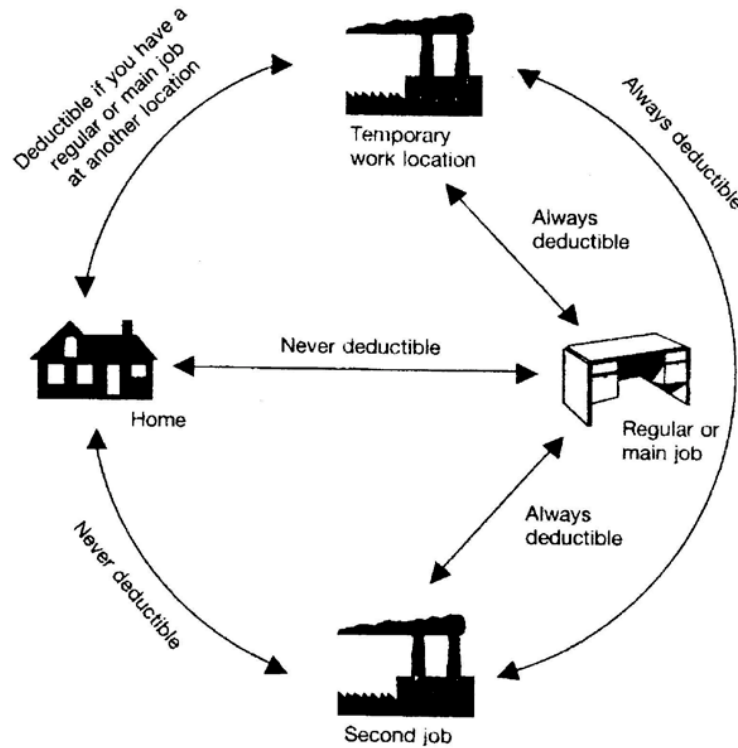 Deductible if you have a
regular or main job
at another location
Temporary
work location
Always deductible
Always
deductible
Never deductible
Home
Regular or
main job
Always
deductible
Never deductible
Second job